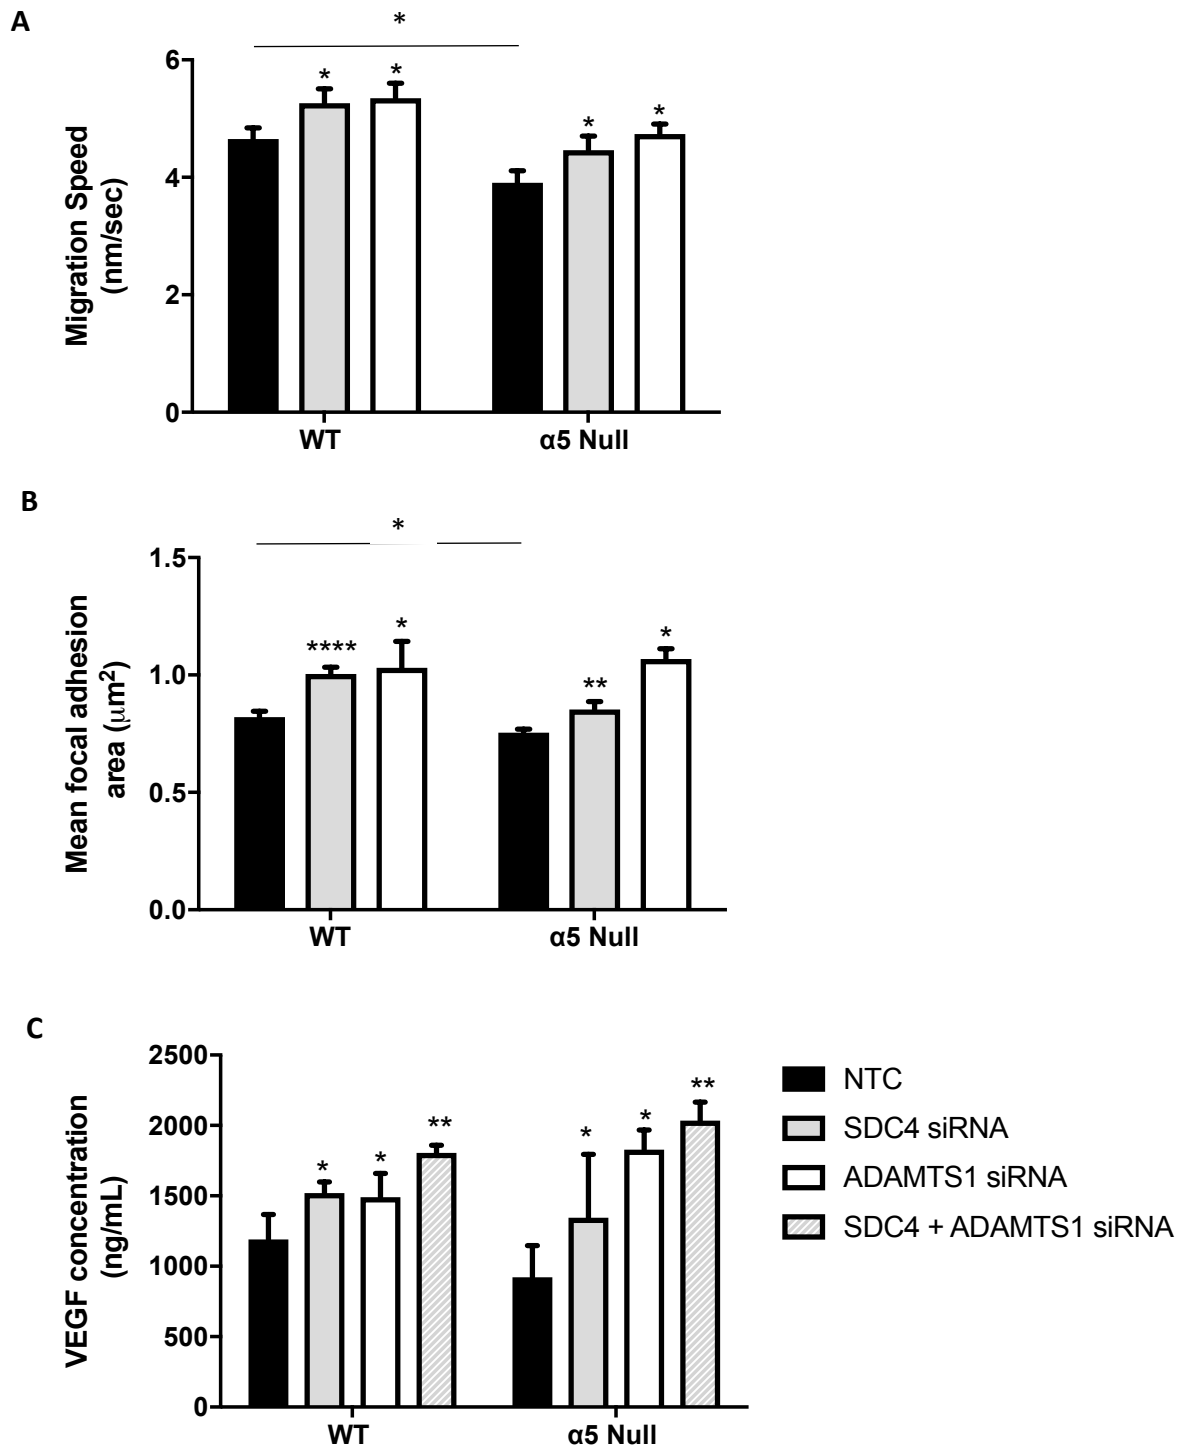 A
*
6
*
*
*
*
4
2
0
Migration Speed
(nm/sec)
WT
α5 Null
B
*
1.5
****
*
*
**
1.0
0.5
0.0
Mean focal adhesion
area (μm²)
WT
α5 Null
C
2500
**
**
*
*
*
*
2000
1500
1000
500
0
VEGF concentration
(ng/mL)
WT
α5 Null
NTC
SDC4 siRNA
ADAMTS1 siRNA
SDC4 + ADAMTS1 siRNA